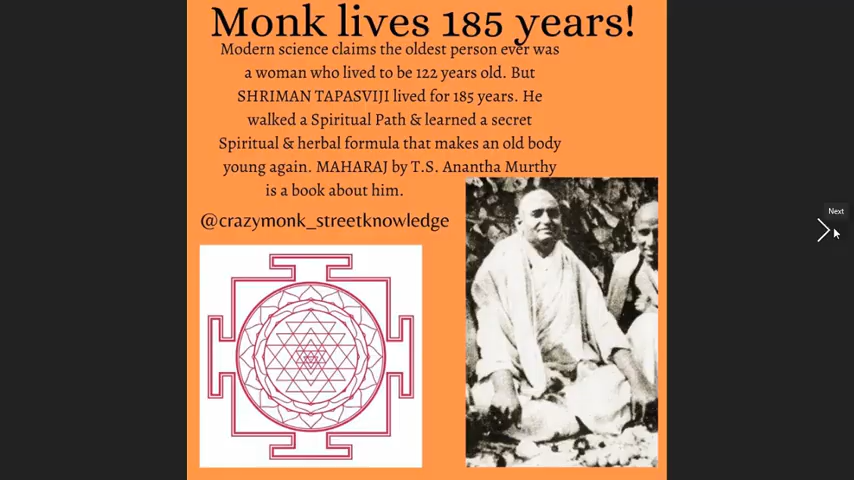 Monk lives 185 years!
Modern science claims the oldest person ever was
a woman who lived to be 122 years old. But
SHRIMAN TAPASVIJI lived for 185 years. He
walked a Spiritual Path & learned a secret
Spiritual & herbal formula that makes an old body
young again. MAHARAJ by T.S. Anantha Murthy
is a book about him.
@crazymonk_streetknowledge
Next